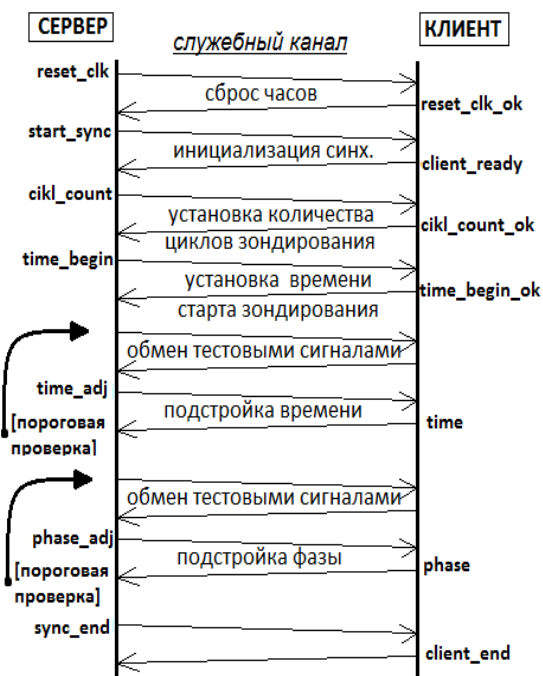 СЕРВЕР
КЛИЕНТ
служебный канал
reset_clk
сброс часов
reset_clk_ok
start_sync
инициализация синх.
client_ready
cikl_count
установка количества
cikl_count_ok
циклов зондирования
time_begin
установка времени
time_begin_ok
старта зондирования
обмен тестовыми сигналами
time_adj
подстройка времени
time
[пороговая
проверка]
обмен тестовыми сигналами
phase_adj
подстройка фазы
phase
[пороговая
проверка]
sync_end
client_end